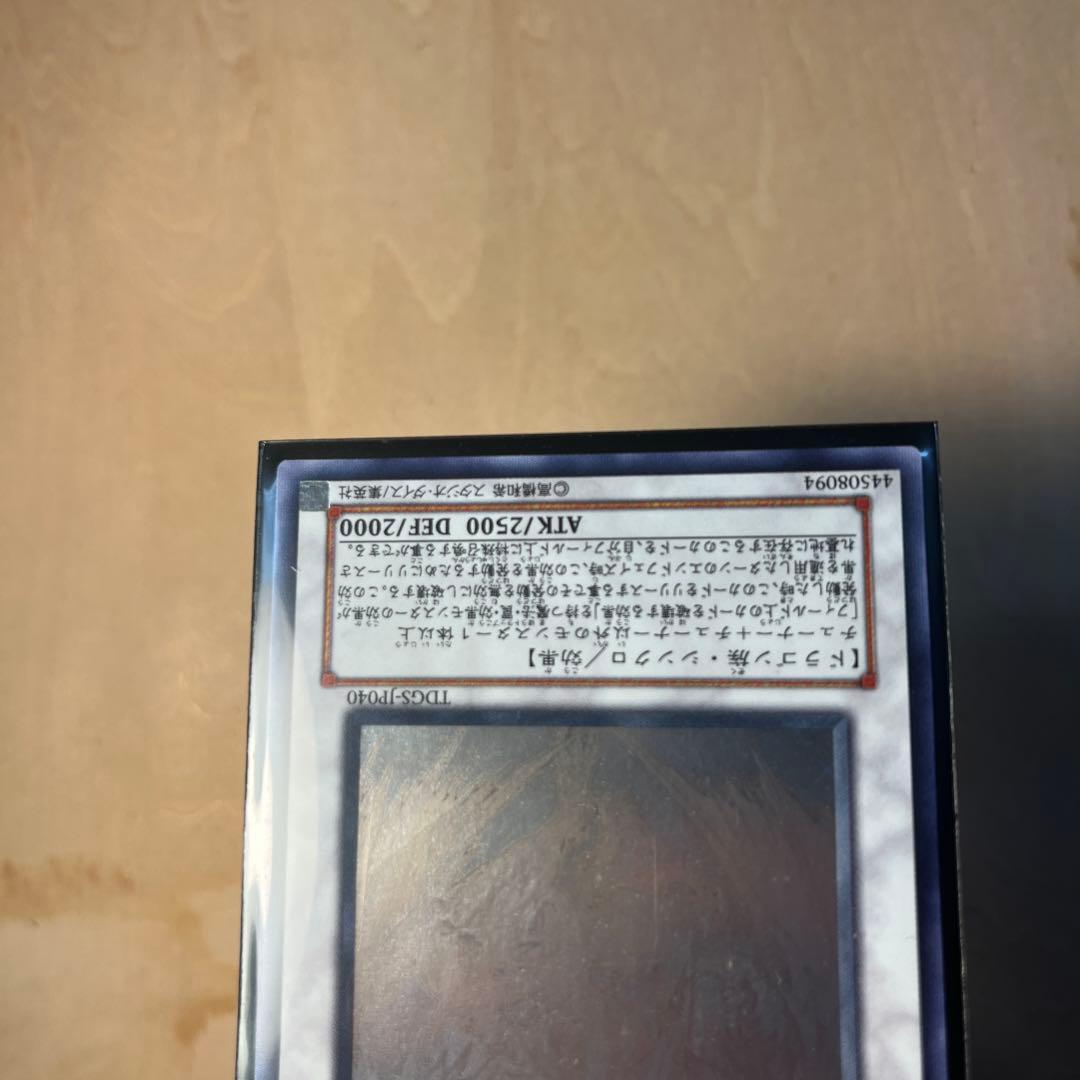 TDGS-JP040
【ドラゴン族・シンクロ/効果】
チューナー＋チューナー以外のモンスター1体以上
「フィールド上のカードを破壊する効果」を持つ魔法・罠・効果モンスターの効果が
発動した時、このカードをリリースする事でその発動を無効にし破壊する。この効
果を適用したターンのエンドフェイズ時、この効果を発動するためにリリースさ
れ墓地に存在するこのカードを、自分フィールド上に特殊召喚する事ができる。
ATK/2500 DEF/2000
44508094 ©高橋和希 スタジオ・ダイス/集英社